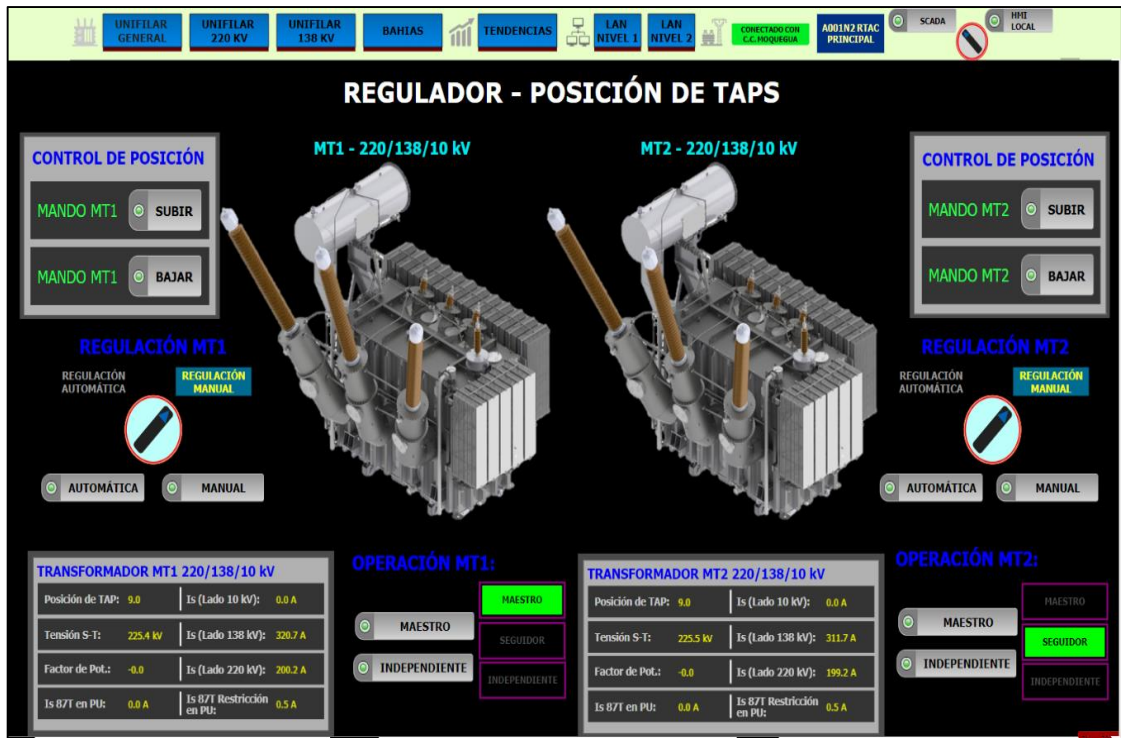 UNIFILAR GENERAL
UNIFILAR 220 KV
UNIFILAR 138 KV
BAHIAS
TENDENCIAS
LAN NIVEL 1
LAN NIVEL 2
CONECTADO CON C.C. MOQUEGUA
A001N2 RTAC PRINCIPAL
SCADA
HMI LOCAL
REGULADOR - POSICIÓN DE TAPS
CONTROL DE POSICIÓN
MANDO MT1 SUBIR
MANDO MT1 BAJAR
MT1 - 220/138/10 kV
MT2 - 220/138/10 kV
CONTROL DE POSICIÓN
MANDO MT2 SUBIR
MANDO MT2 BAJAR
REGULACIÓN MT1
REGULACIÓN AUTOMÁTICA
REGULACIÓN MANUAL
AUTOMÁTICA
MANUAL
REGULACIÓN MT2
REGULACIÓN AUTOMÁTICA
REGULACIÓN MANUAL
AUTOMÁTICA
MANUAL
TRANSFORMADOR MT1 220/138/10 kV
Posición de TAP: 9.0 Is (Lado 10 kV): 0.0 A
Tensión S-T: 225.4 kV Is (Lado 138 kV): 320.7 A
Factor de Pot.: -0.0 Is (Lado 220 kV): 200.2 A
Is 87T en PU: 0.0 A Is 87T Restricción en PU: 0.5 A
OPERACIÓN MT1:
MAESTRO
INDEPENDIENTE
MAESTRO
SEGUIDOR
INDEPENDIENTE
TRANSFORMADOR MT2 220/138/10 kV
Posición de TAP: 9.0 Is (Lado 10 kV): 0.0 A
Tensión S-T: 225.5 kV Is (Lado 138 kV): 311.7 A
Factor de Pot.: -0.0 Is (Lado 220 kV): 199.2 A
Is 87T en PU: 0.0 A Is 87T Restricción en PU: 0.5 A
OPERACIÓN MT2:
MAESTRO
INDEPENDIENTE
MAESTRO
SEGUIDOR
INDEPENDIENTE